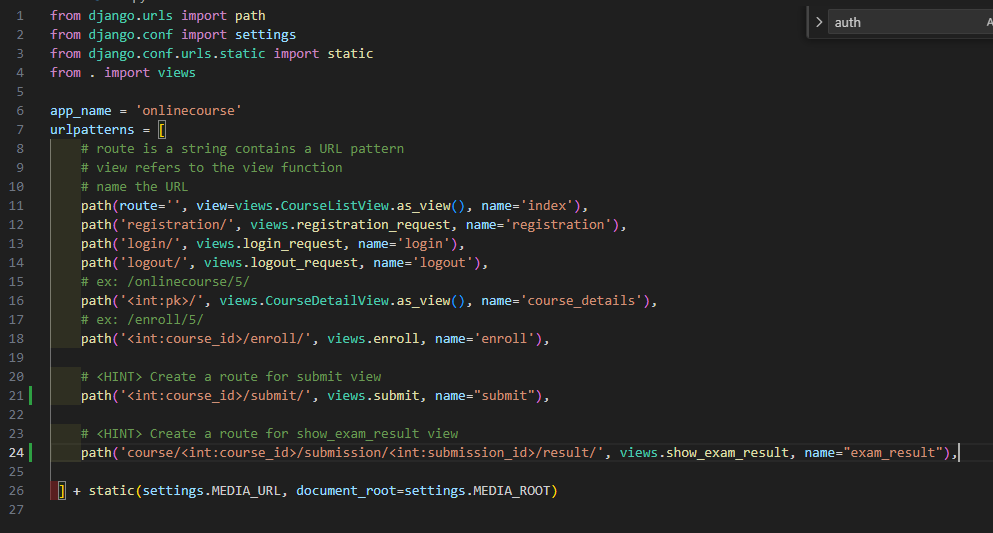 1 from django.urls import path
auth
2 from django.conf import settings
3 from django.conf.urls.static import static
4 from . import views
5
6 app_name = 'onlinecourse'
7 urlpatterns = [
8 # route is a string contains a URL pattern
9 # view refers to the view function
10 # name the URL
11 path(route='', view=views.CourseListView.as_view(), name='index'),
12 path('registration/', views.registration_request, name='registration'),
13 path('login/', views.login_request, name='login'),
14 path('logout/', views.logout_request, name='logout'),
15 # ex: /onlinecourse/5/
16 path('<int:pk>/', views.CourseDetailView.as_view(), name='course_details'),
17 # ex: /enroll/5/
18 path('<int:course_id>/enroll/', views.enroll, name='enroll'),
19
20 # <HINT> Create a route for submit view
21 path('<int:course_id>/submit/', views.submit, name="submit"),
22
23 # <HINT> Create a route for show_exam_result view
24 path('course/<int:course_id>/submission/<int:submission_id>/result/', views.show_exam_result, name="exam_result"),
25
26 ] + static(settings.MEDIA_URL, document_root=settings.MEDIA_ROOT)
27